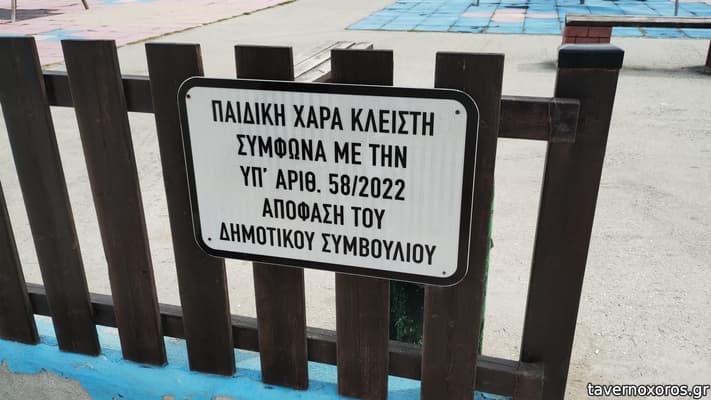 ΠΑΙΔΙΚΗ ΧΑΡΑ ΚΛΕΙΣΤΗ
ΣΥΜΦΩΝΑ ΜΕ ΤΗΝ
ΥΠ' ΑΡΙΘ. 58/2022
ΑΠΟΦΑΣΗ ΤΟΥ
ΔΗΜΟΤΙΚΟΥ ΣΥΜΒΟΥΛΙΟΥ
tavernoxoros.gr